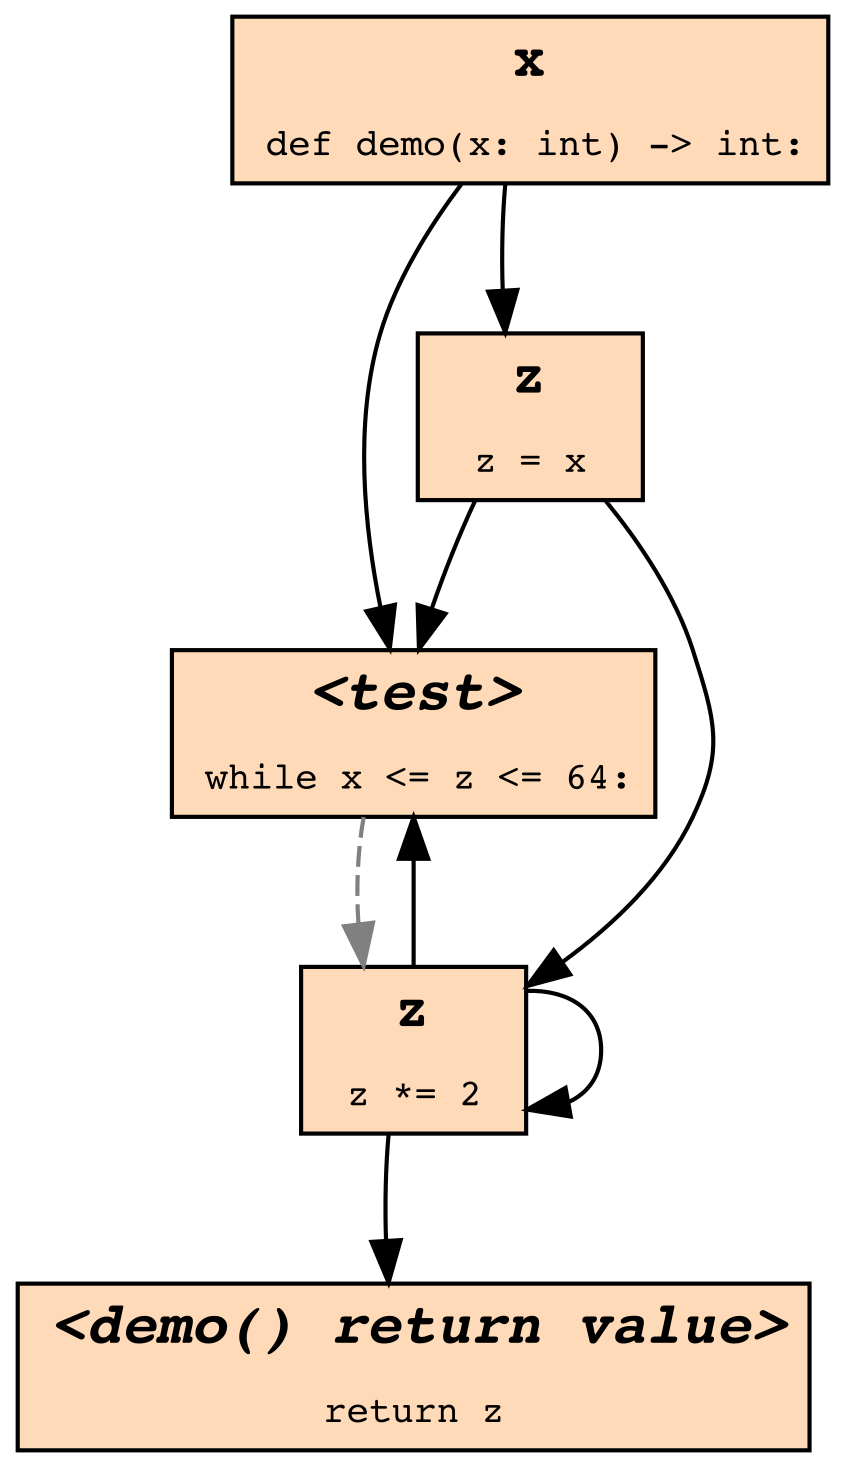 x
def demo(x: int) -> int:
z
z = x
<test>
while x <= z <= 64:
z
z *= 2
<demo() return value>
return z